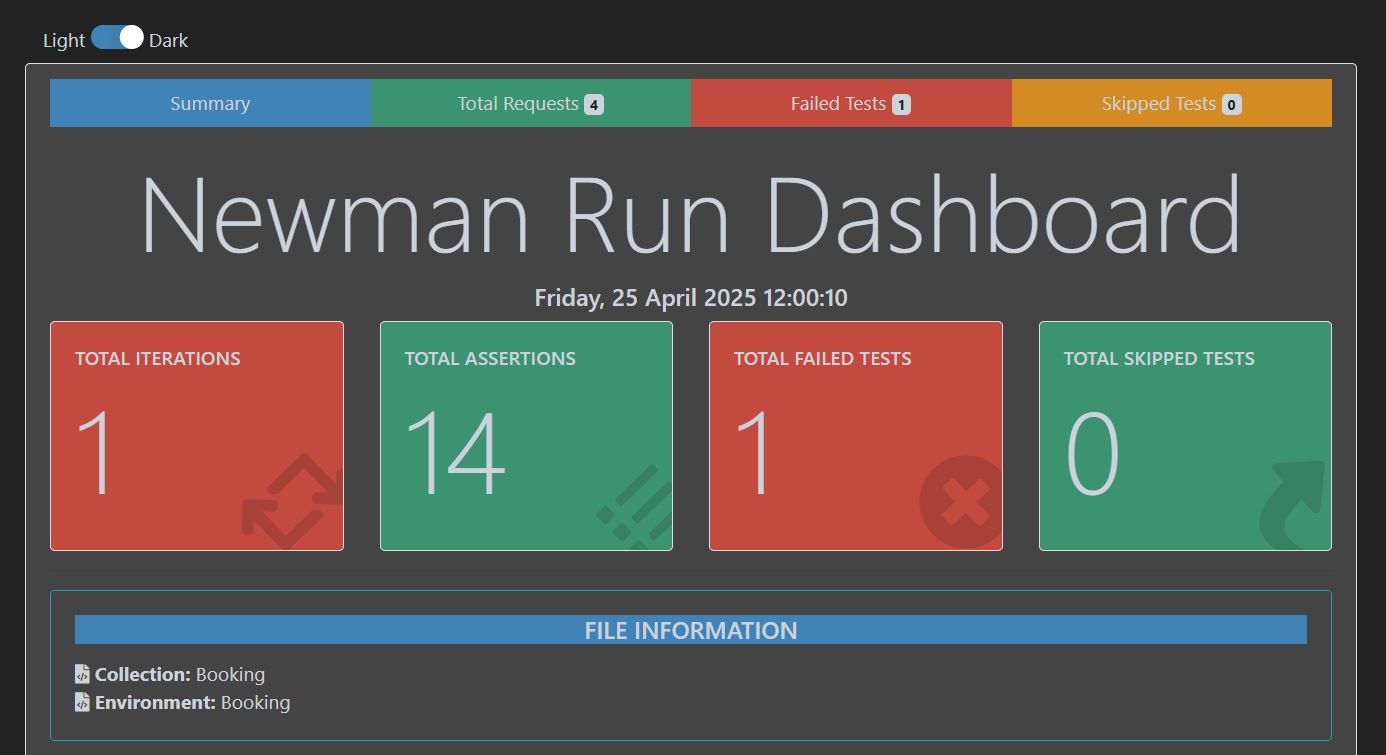 Light Dark
Summary Total Requests 4 Failed Tests 1 Skipped Tests 0
Newman Run Dashboard
Friday, 25 April 2025 12:00:10
TOTAL ITERATIONS
1
TOTAL ASSERTIONS
14
TOTAL FAILED TESTS
1
TOTAL SKIPPED TESTS
0
FILE INFORMATION
Collection: Booking
Environment: Booking